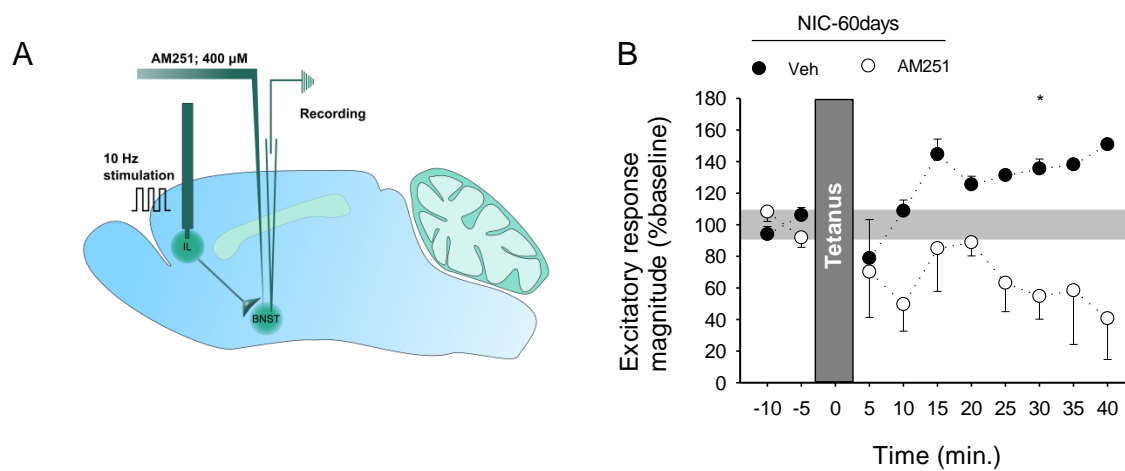 A
AM251; 400 µM
Recording
10 Hz
stimulation
IL
BNST
B
NIC-60days
Veh
AM251
Excitatory response
magnitude (%baseline)
180
160
140
120
100
80
60
40
20
0
*
Tetanus
-10 -5 0 5 10 15 20 25 30 35 40
Time (min.)